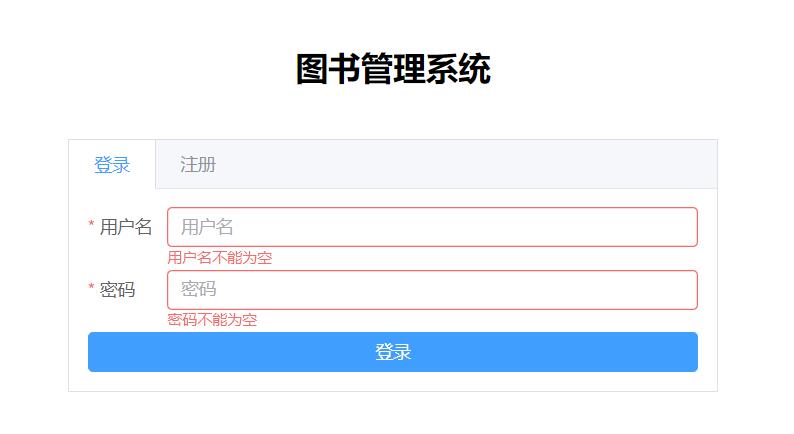 图书管理系统
登录 注册
* 用户名 用户名
用户名不能为空
* 密码 密码
密码不能为空
登录